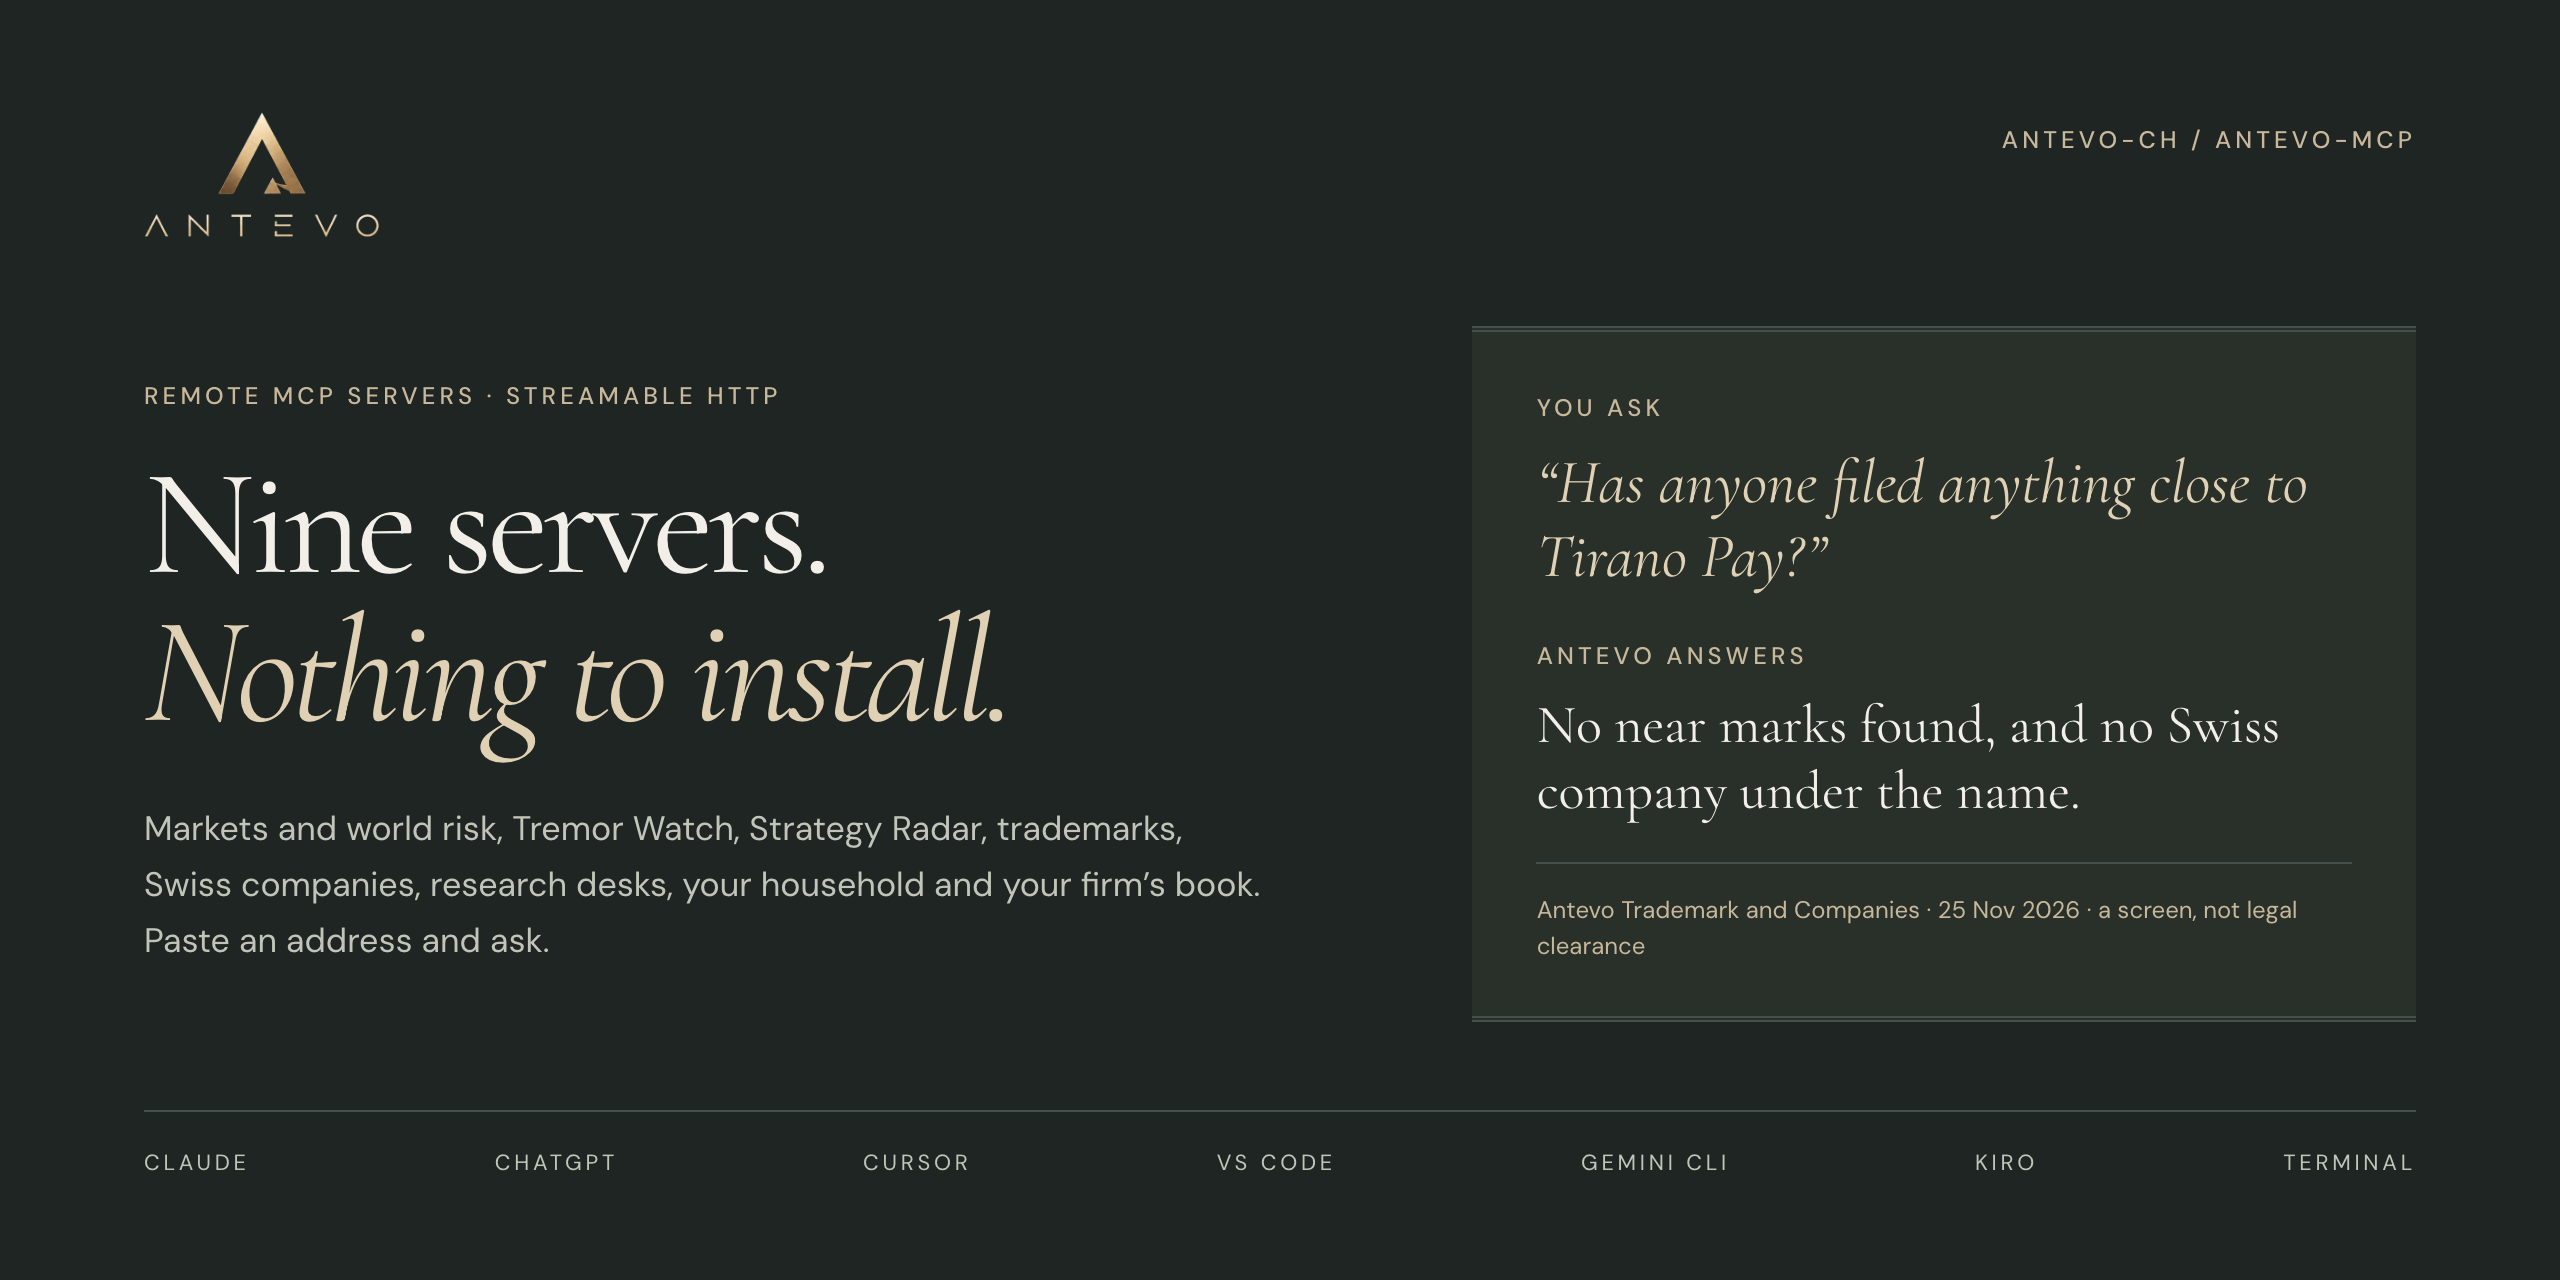 ANTEVO
ANTEVO-CH / ANTEVO-MCP
REMOTE MCP SERVERS · STREAMABLE HTTP
Nine servers.
Nothing to install.
Markets and world risk, Tremor Watch, Strategy Radar, trademarks,
Swiss companies, research desks, your household and your firm’s book.
Paste an address and ask.
YOU ASK
“Has anyone filed anything close to
Tirano Pay?”
ANTEVO ANSWERS
No near marks found, and no Swiss
company under the name.
Antevo Trademark and Companies · 25 Nov 2026 · a screen, not legal
clearance
CLAUDE
CHATGPT
CURSOR
VS CODE
GEMINI CLI
KIRO
TERMINAL